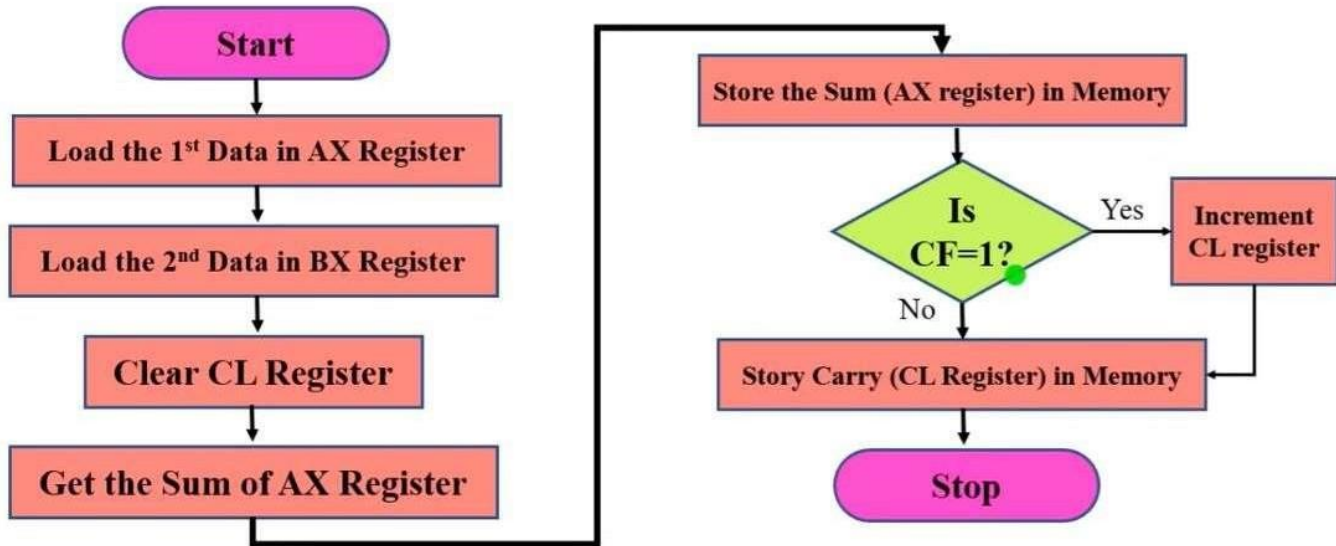 Start
Load the 1st Data in AX Register
Load the 2nd Data in BX Register
Clear CL Register
Get the Sum of AX Register
Store the Sum (AX register) in Memory
Is
CF=1?
Yes
Increment
CL register
No
Story Carry (CL Register) in Memory
Stop